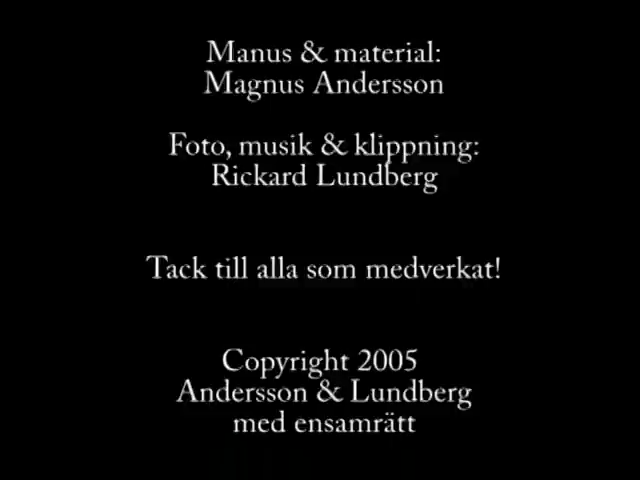 Manus & material:
Magnus Andersson
Foto, musik & klippning:
Rickard Lundberg
Tack till alla som medverkat!
Copyright 2005
Andersson & Lundberg
med ensamrätt